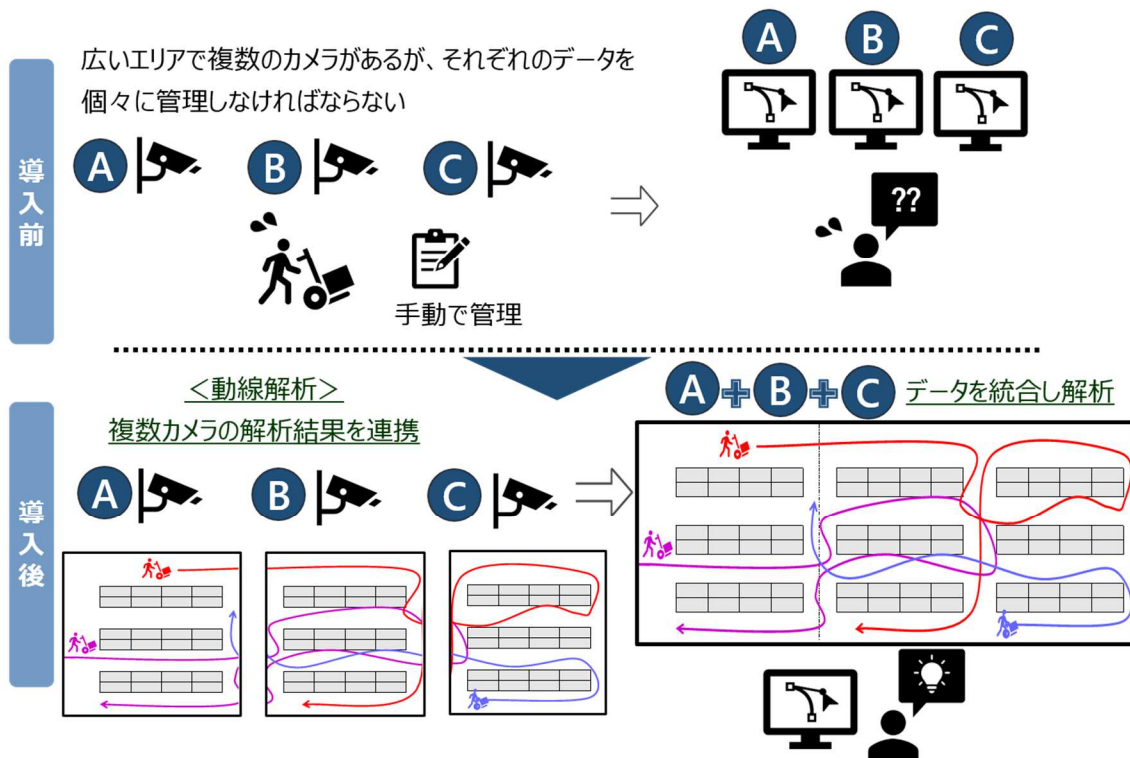 導入前
広いエリアで複数のカメラがあるが、それぞれのデータを
個々に管理しなければならない
A
B
C
手動で管理
A
B
C
??
導入後
<動線解析>
複数カメラの解析結果を連携
A
B
C
A+B+C データを統合し解析